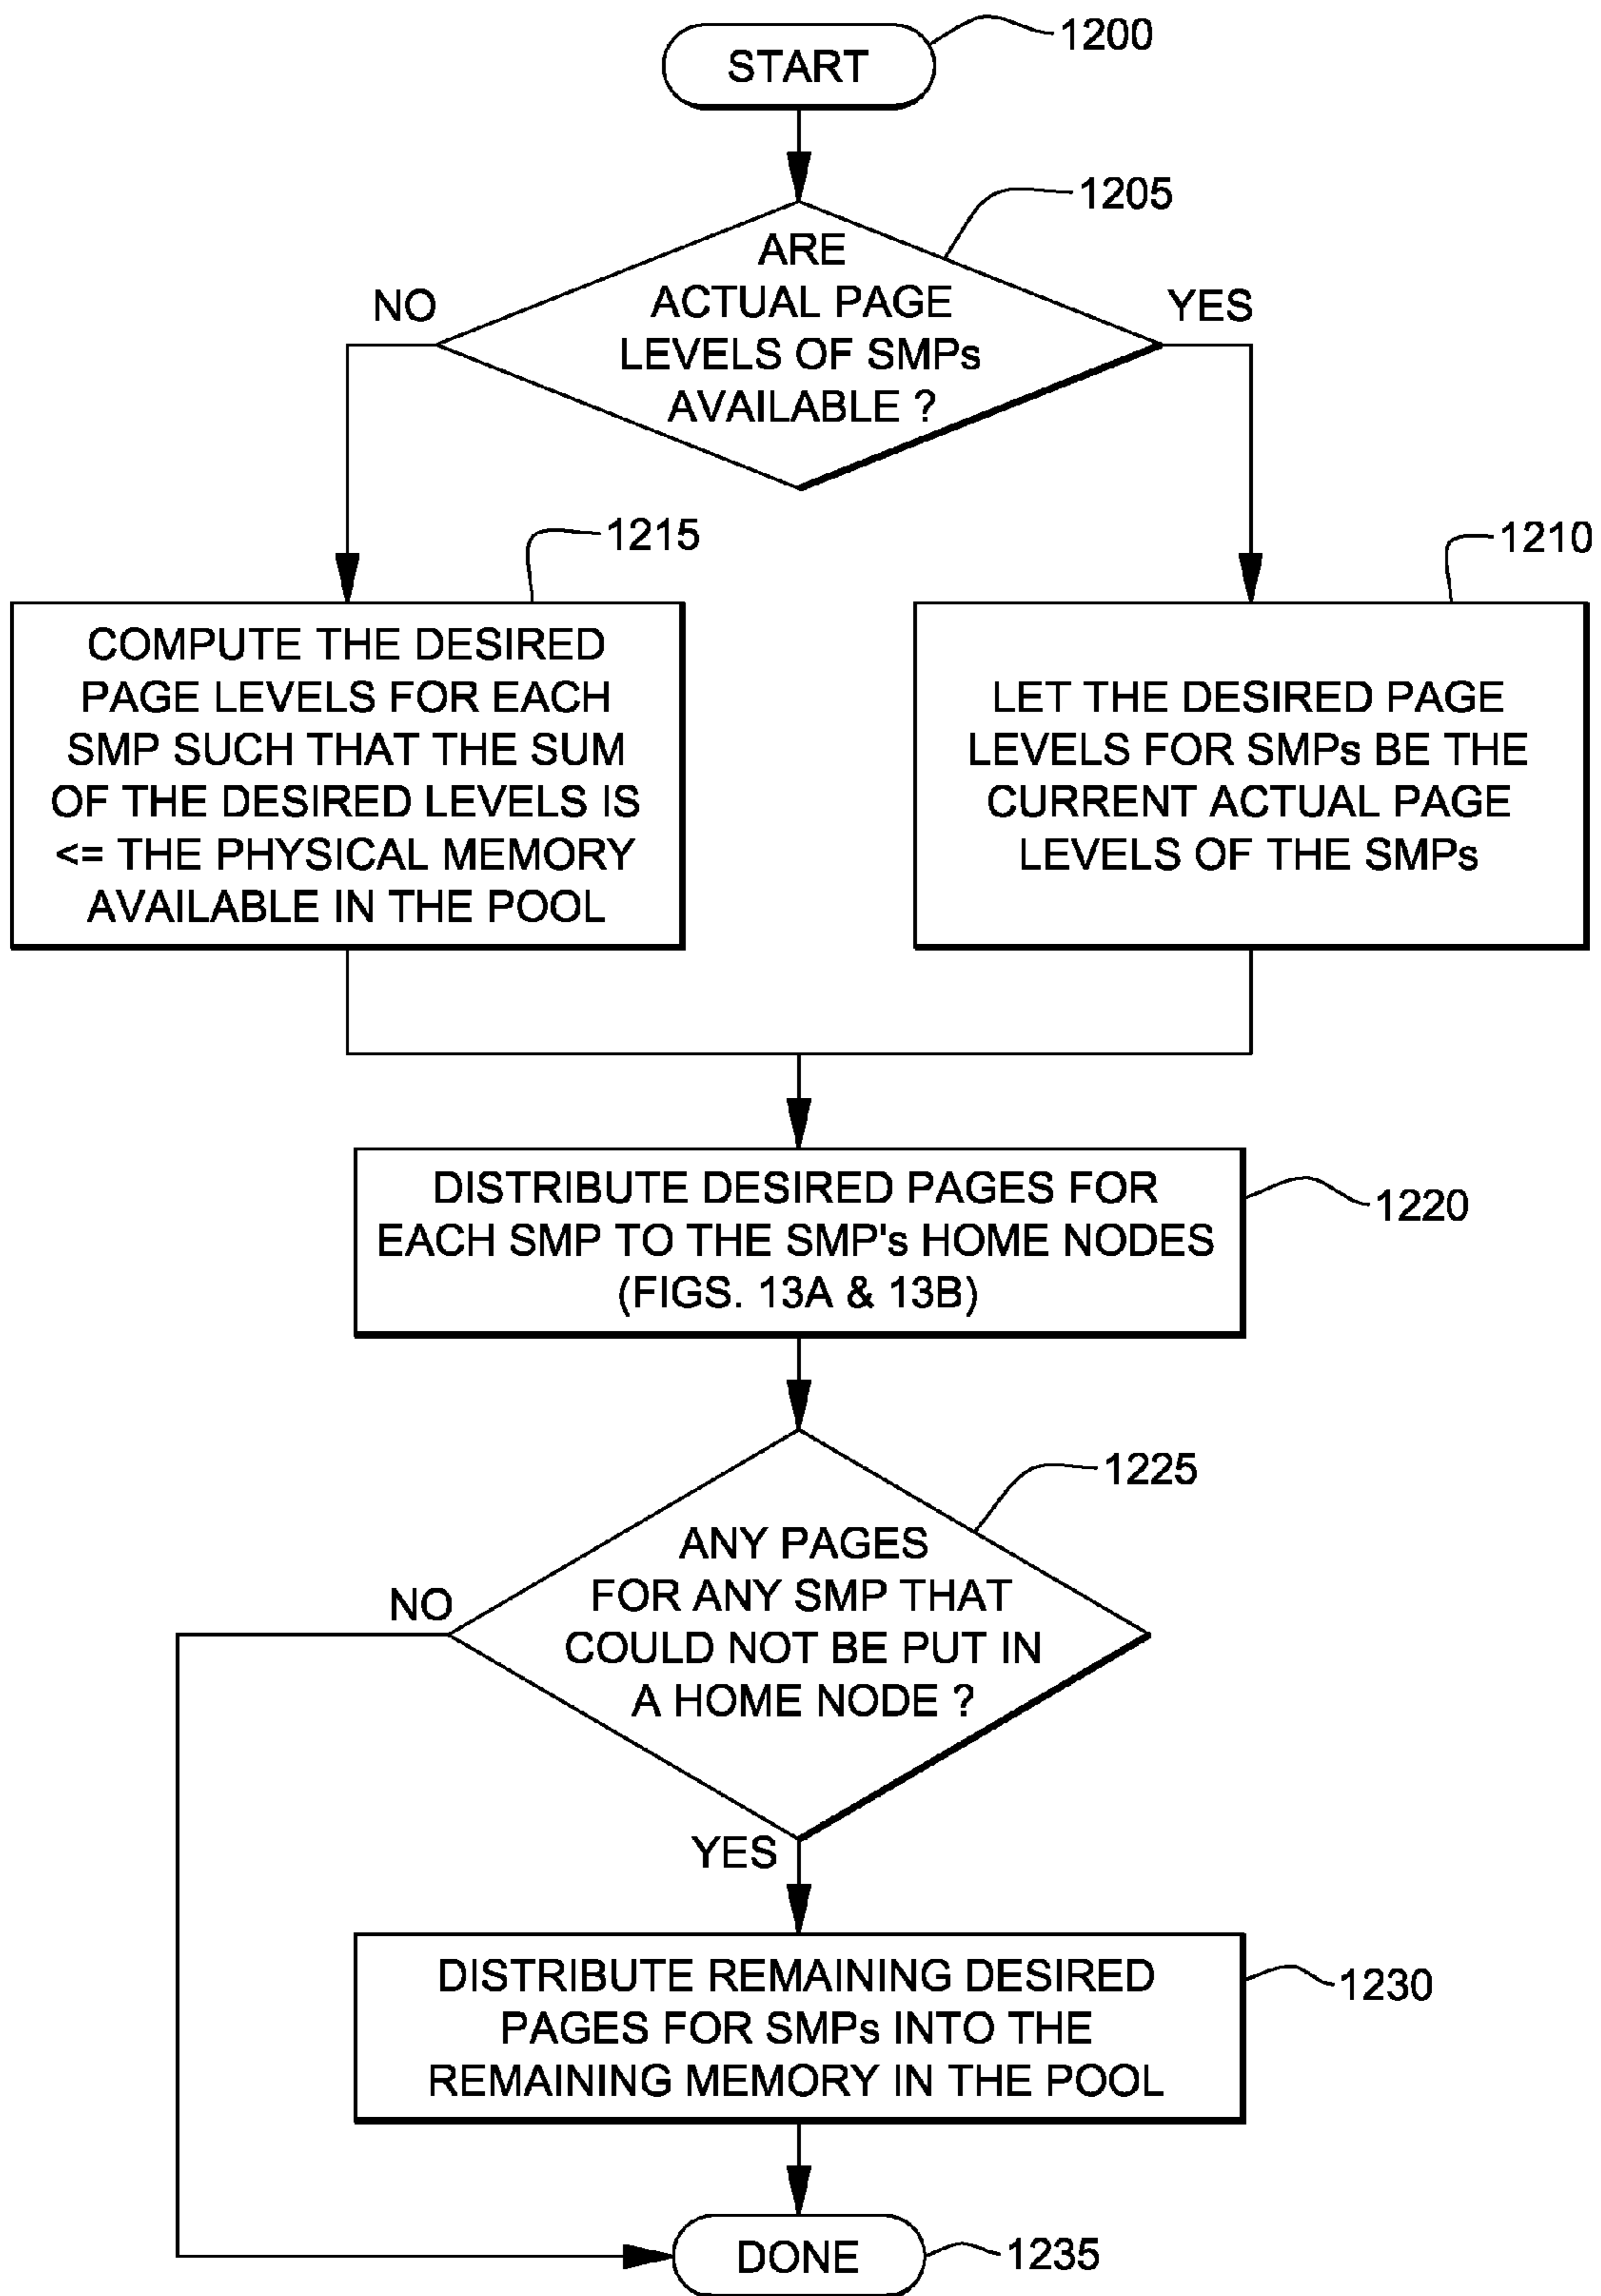 START
1200
1205
ARE
ACTUAL PAGE
LEVELS OF SMPs
AVAILABLE ?
NO
YES
1215
1210
COMPUTE THE DESIRED
PAGE LEVELS FOR EACH
SMP SUCH THAT THE SUM
OF THE DESIRED LEVELS IS
<= THE PHYSICAL MEMORY
AVAILABLE IN THE POOL
LET THE DESIRED PAGE
LEVELS FOR SMPs BE THE
CURRENT ACTUAL PAGE
LEVELS OF THE SMPs
DISTRIBUTE DESIRED PAGES FOR
EACH SMP TO THE SMP's HOME NODES
(FIGS. 13A & 13B)
1220
1225
ANY PAGES
FOR ANY SMP THAT
COULD NOT BE PUT IN
A HOME NODE ?
NO
YES
DISTRIBUTE REMAINING DESIRED
PAGES FOR SMPs INTO THE
REMAINING MEMORY IN THE POOL
1230
DONE
1235